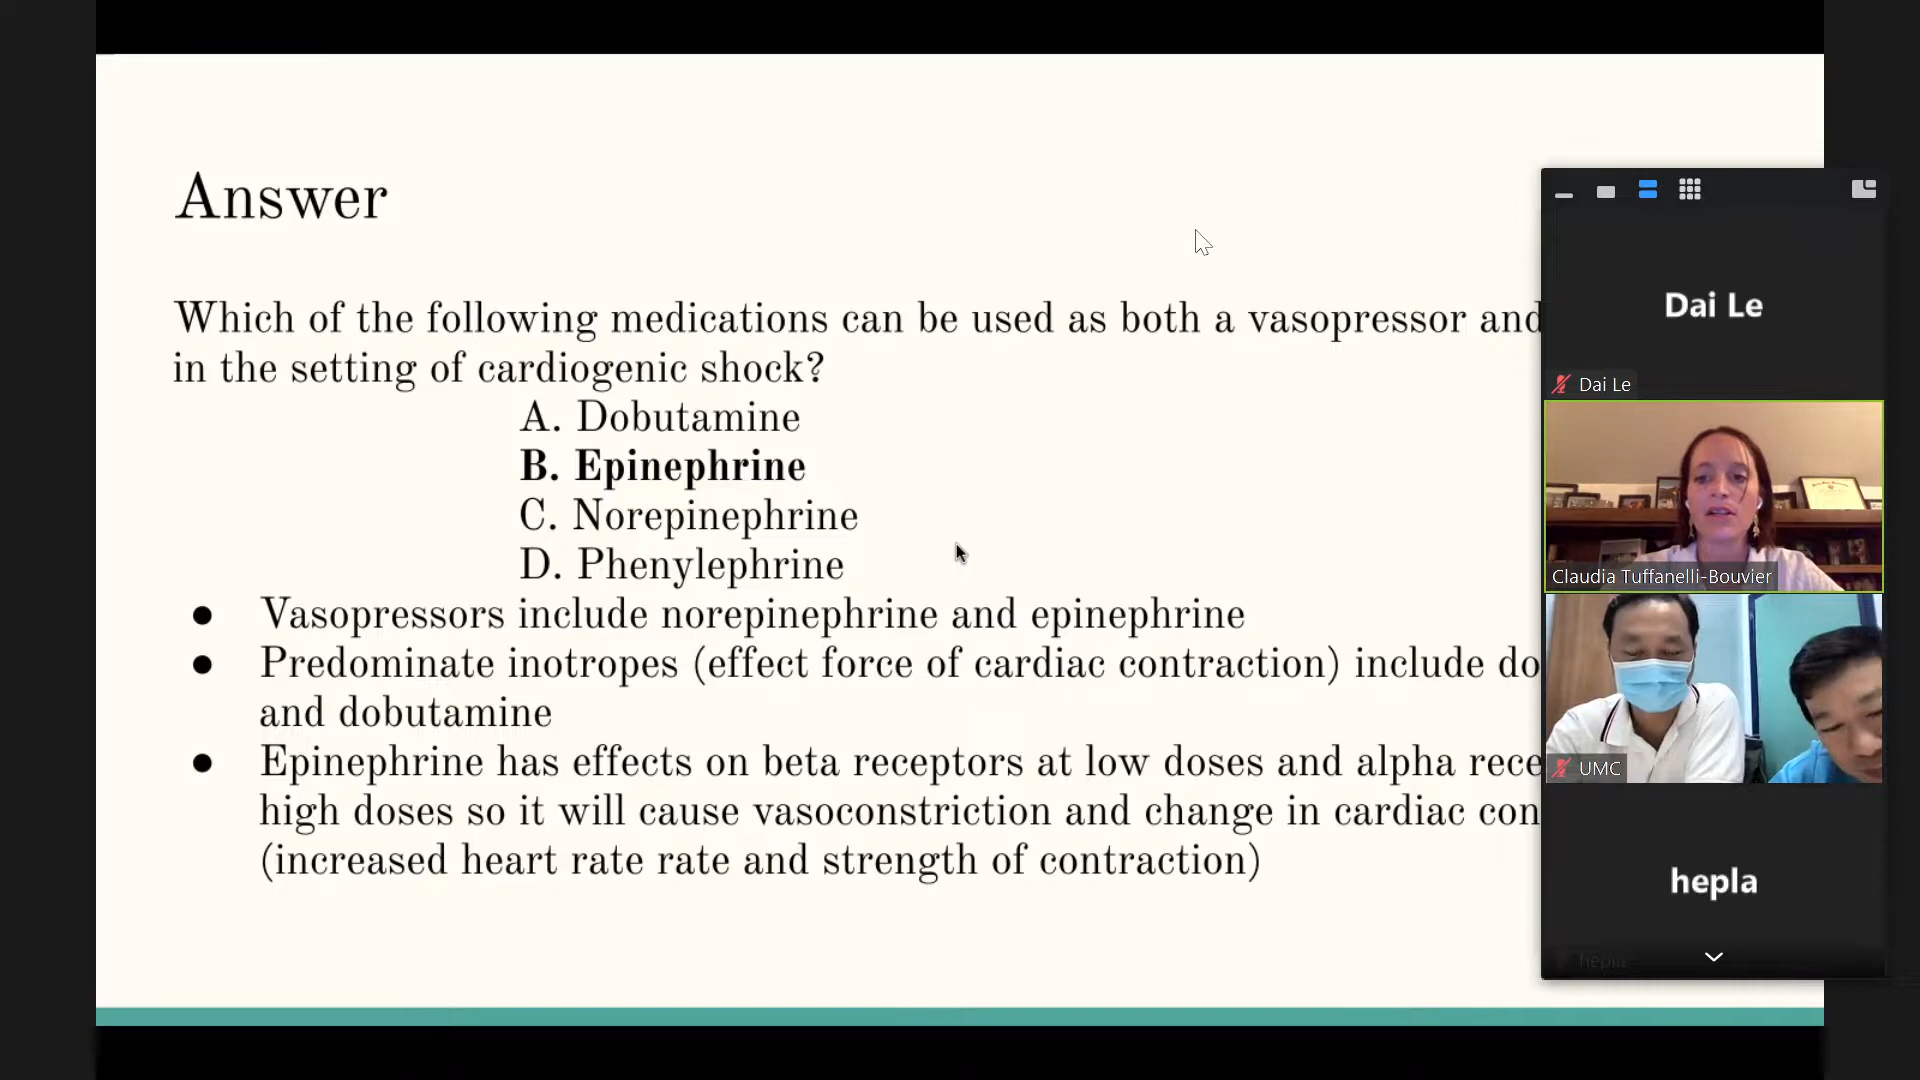 Answer
Which of the following medications can be used as both a vasopressor and
in the setting of cardiogenic shock?
A. Dobutamine
B. Epinephrine
C. Norepinephrine
D. Phenylephrine
● Vasopressors include norepinephrine and epinephrine
● Predominate inotropes (effect force of cardiac contraction) include do
and dobutamine
● Epinephrine has effects on beta receptors at low doses and alpha rece
high doses so it will cause vasoconstriction and change in cardiac con
(increased heart rate rate and strength of contraction)
Dai Le
Dai Le
Claudia Tuffanelli-Bouvier
UMC
hepla
hepla